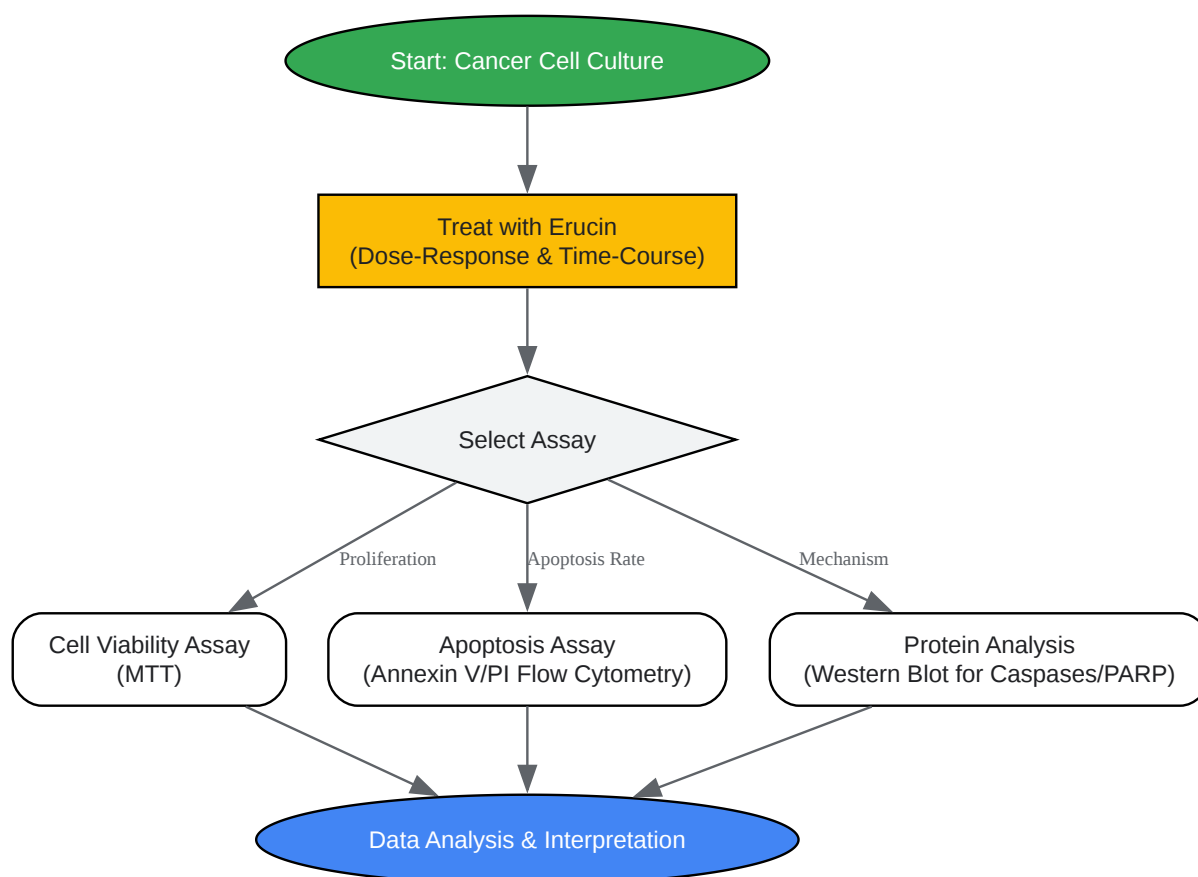 Start: Cancer Cell Culture
Treat with Erucin
(Dose-Response & Time-Course)
Select Assay
Proliferation
Apoptosis Rate
Mechanism
Cell Viability Assay
(MTT)
Apoptosis Assay
(Annexin V/PI Flow Cytometry)
Protein Analysis
(Western Blot for Caspases/PARP)
Data Analysis & Interpretation